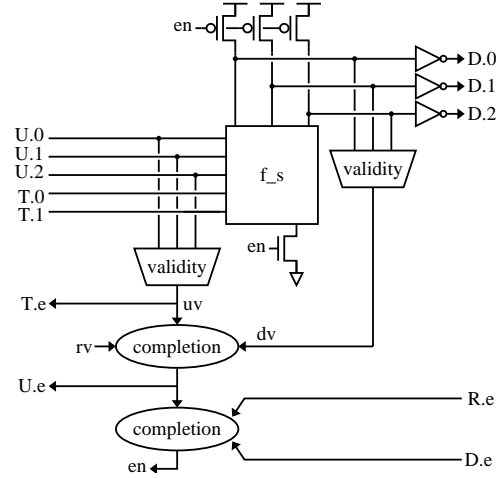 en
D.0
D.1
D.2
U.0
U.1
U.2
T.0
T.1
f_s
validity
en
validity
T.e
uv
rv
completion
dv
U.e
R.e
completion
D.e
en